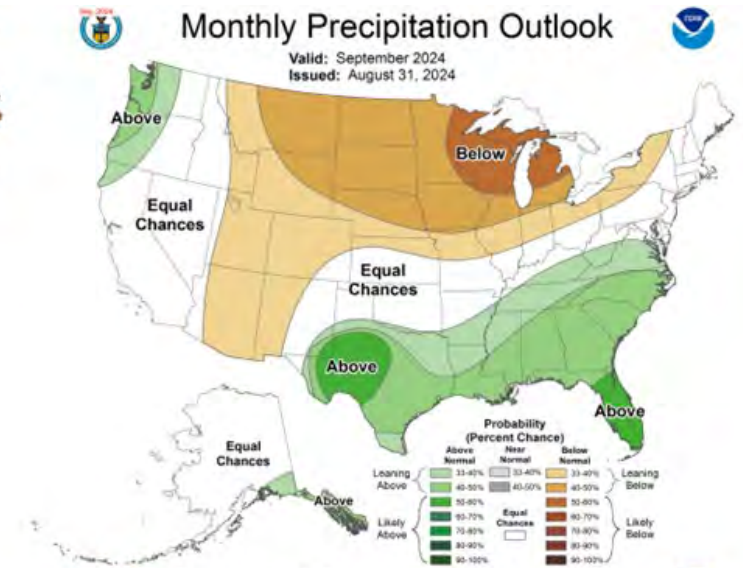 Sep. 2024
Monthly Precipitation Outlook
Valid: September 2024
Issued: August 31, 2024
Above
Below
Equal
Chances
Equal
Chances
Above
Above
Equal
Chances
Above
Probability
(Percent Chance)
Above
Normal
Near
Normal
Below
Normal
Leaning
Above
33-40%
33-40%
33-40%
Leaning
Below
40-50%
40-50%
40-50%
Likely
Above
50-60%
Equal
Chances
50-60%
Likely
Below
60-70%
60-70%
70-80%
70-80%
80-90%
80-90%
90-100%
90-100%